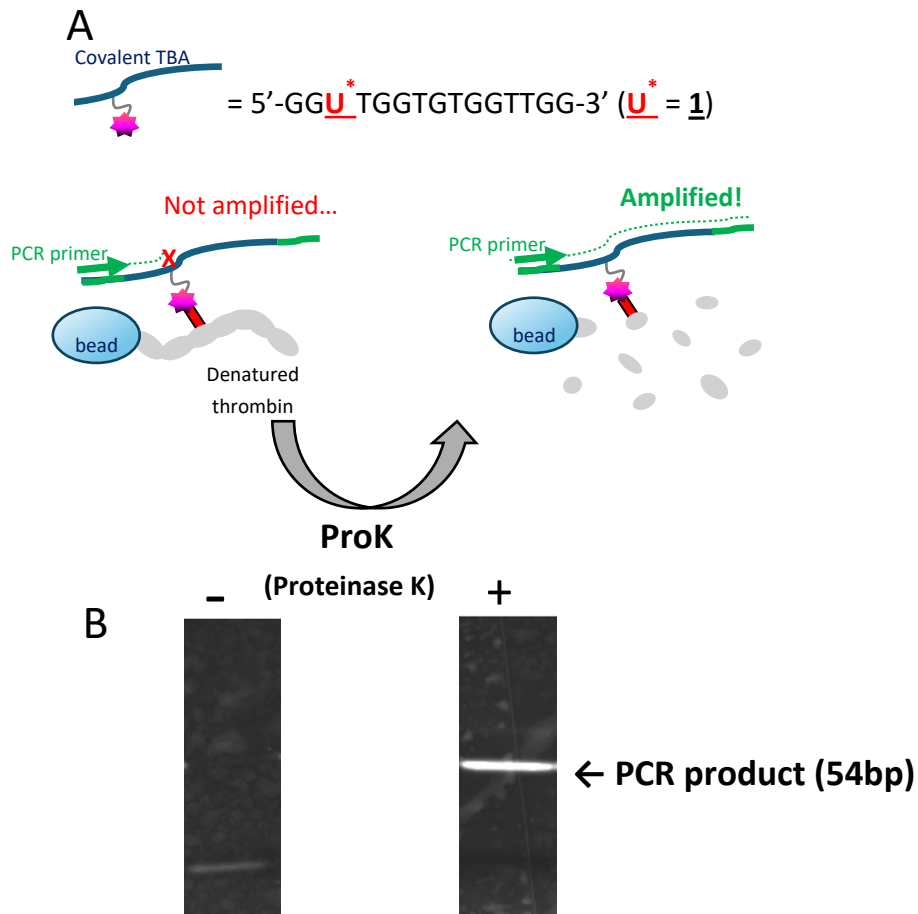 A
Covalent TBA
= 5'-GGU*TGGTGTGGTTGG-3' (U* = 1)
Not amplified…
Amplified!
PCR primer
X
PCR primer
bead
bead
Denatured
thrombin
ProK
(Proteinase K)
- +
B
← PCR product (54bp)